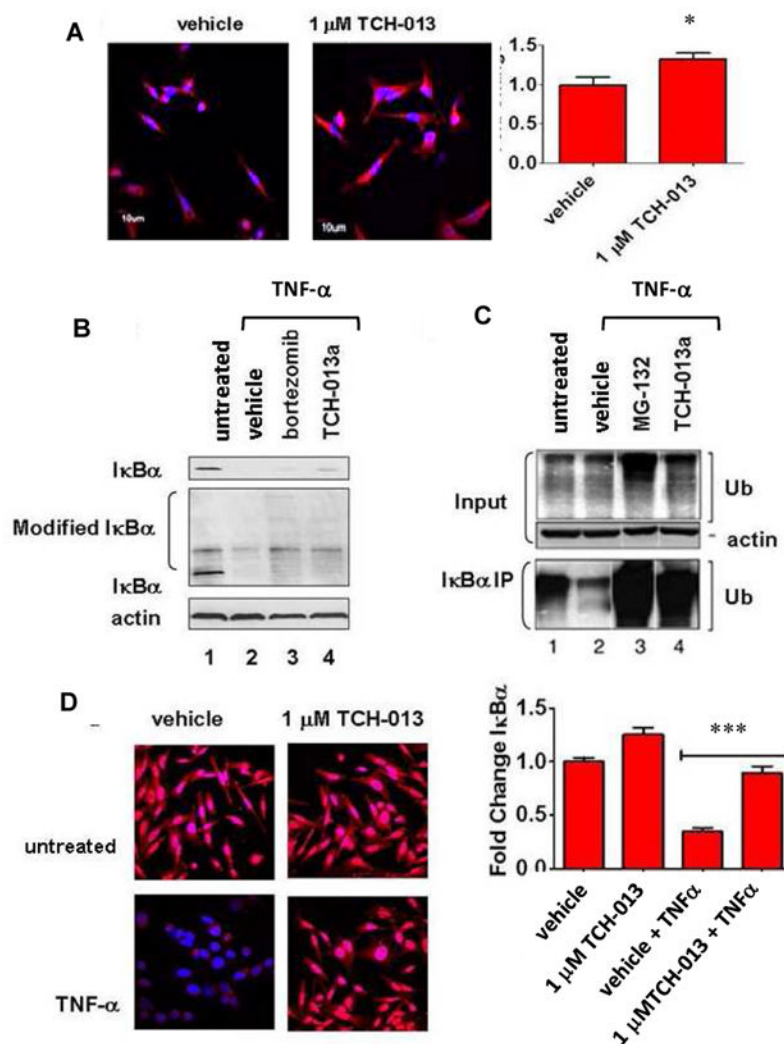 A
vehicle
1 µM TCH-013
10um
10um
*
1.5
1.0
0.5
0.0
vehicle
1 µM TCH-013
B
TNF-α
untreated
vehicle
bortezomib
TCH-013a
IκBα
Modified IκBα
IκBα
actin
1 2 3 4
C
TNF-α
untreated
vehicle
MG-132
TCH-013a
Input
Ub
actin
IκBα IP
Ub
1 2 3 4
D
vehicle
1 µM TCH-013
untreated
TNF-α
Fold Change IκBα
1.5
1.0
0.5
0 0
***
vehicle
1 µM TCH-013
vehicle + TNFα
1 µMTCH-013 + TNFα